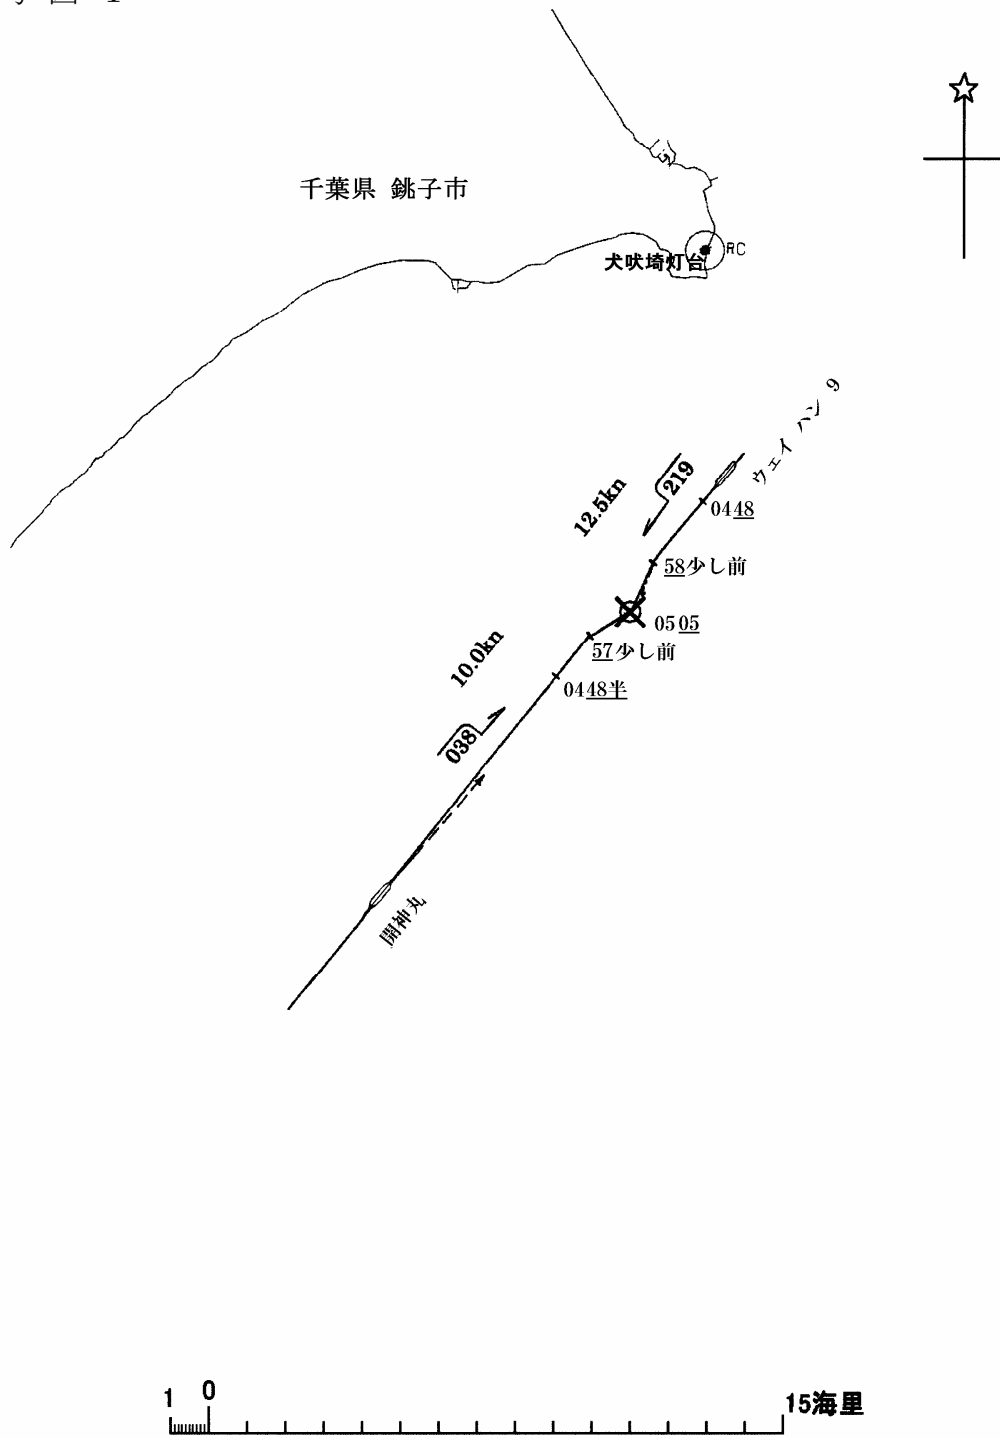 千葉県 銚子市
RC
犬吠埼灯台
ウェイ ハン 9
219
12.5kn
0448
58少し前
0505
57少し前
10.0kn
0448半
038
開神丸
1 0 15海里